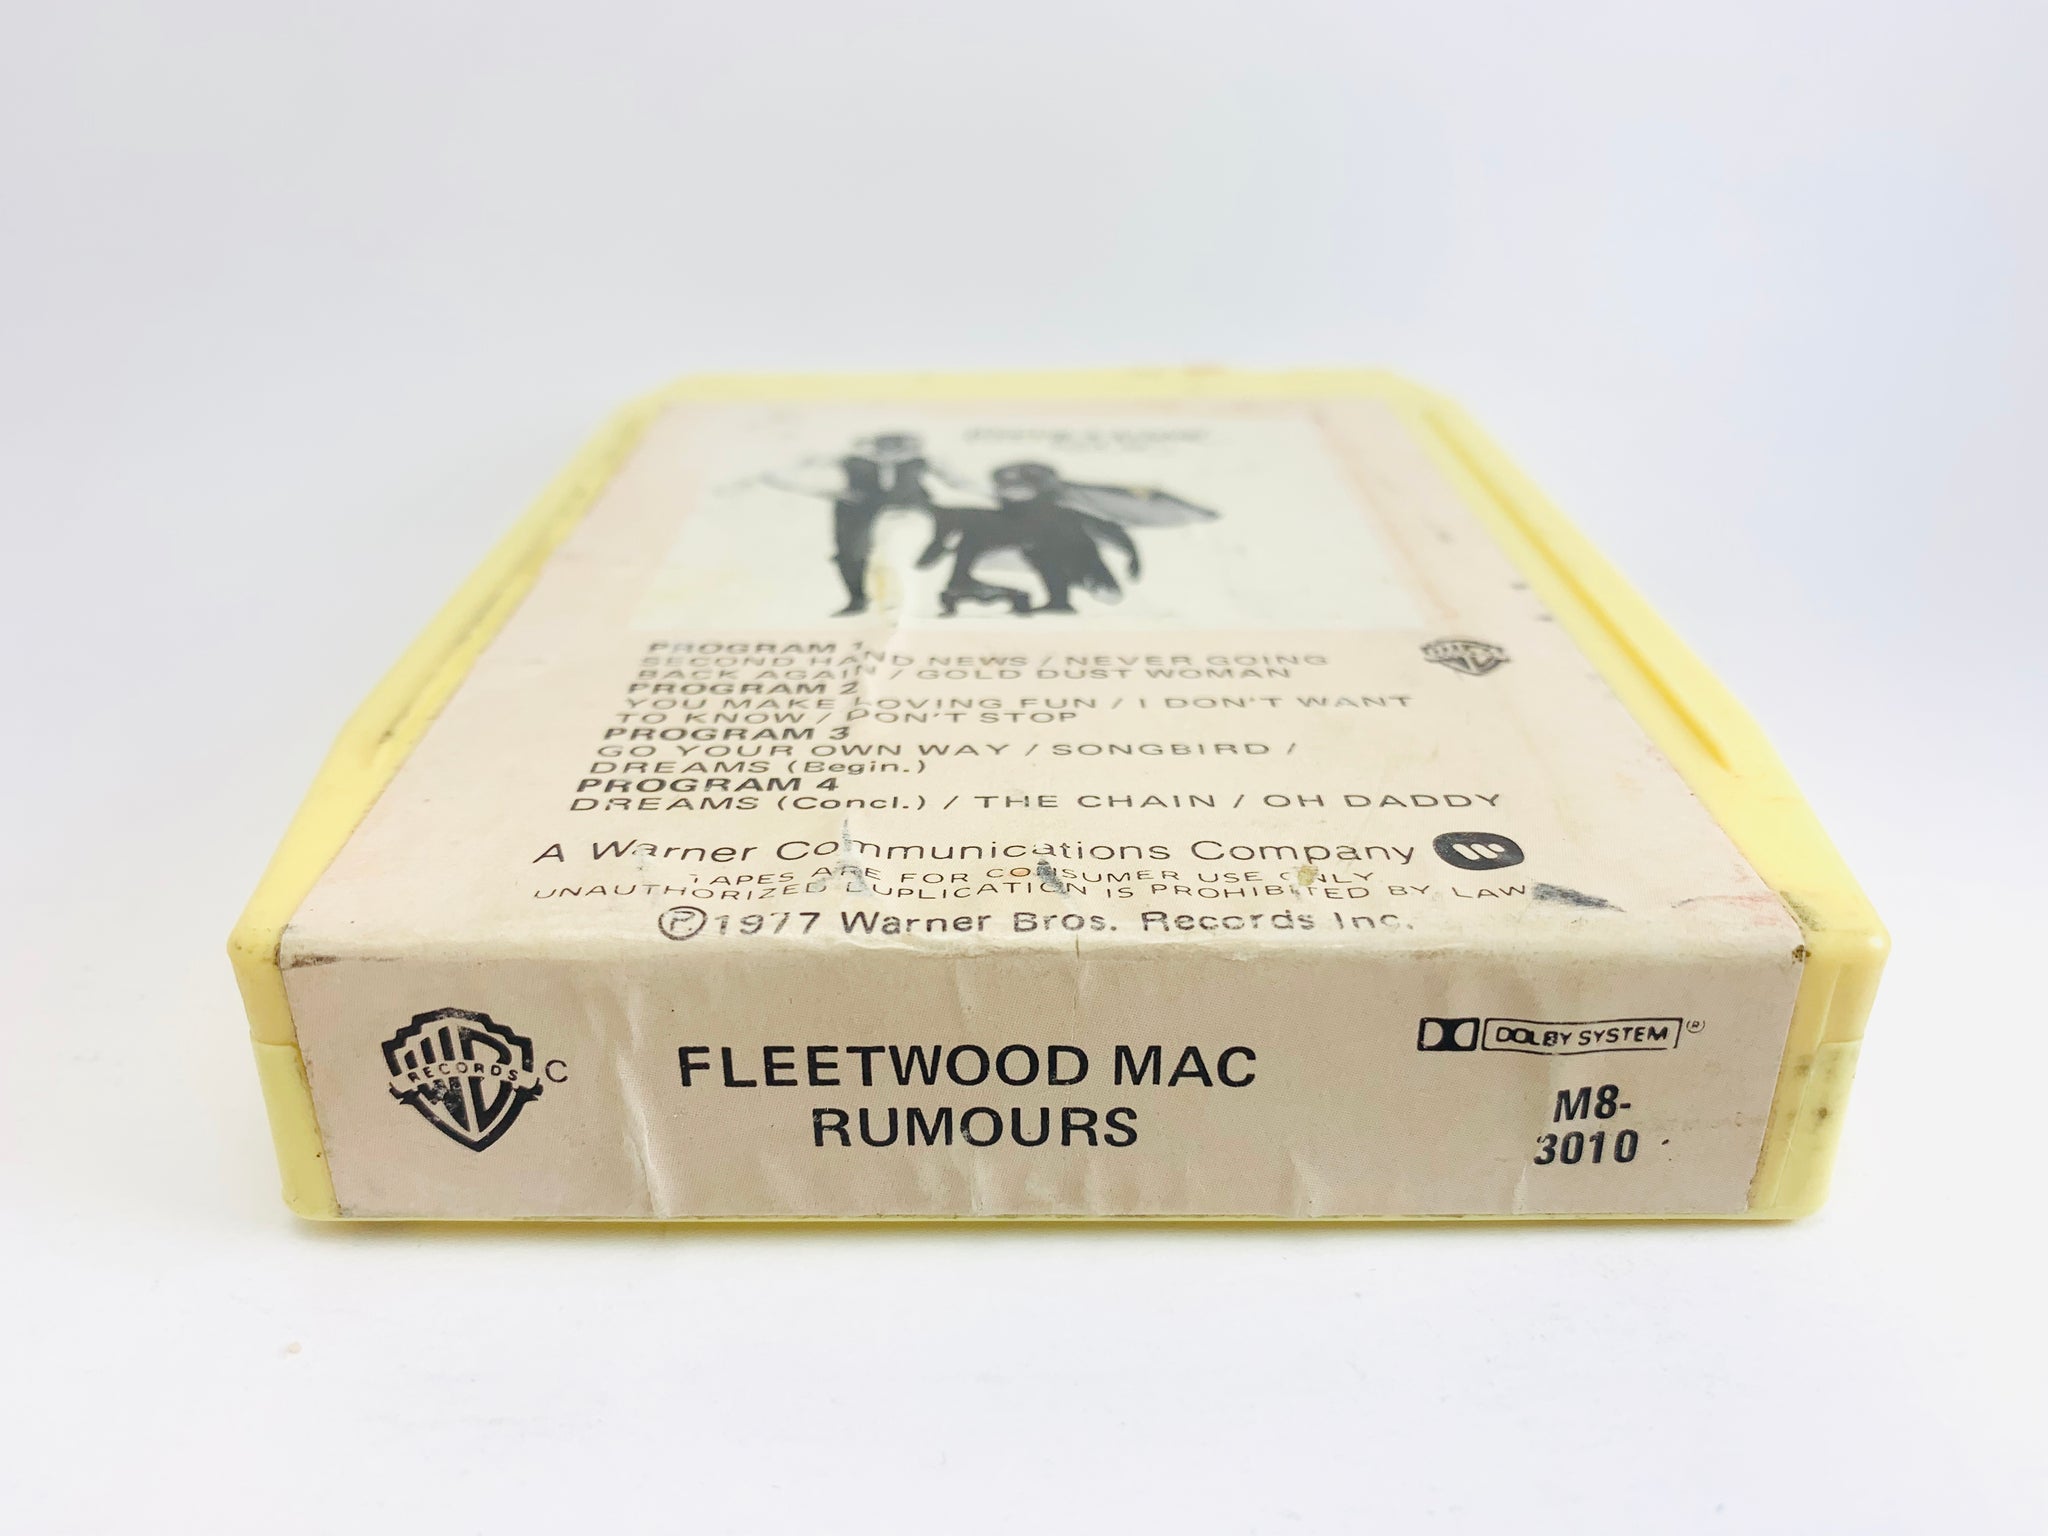 PROGRAM 1
SECOND HAND NEWS / NEVER GOING
BACK AGAIN / GOLD DUST WOMAN
PROGRAM 2
YOU MAKE LOVING FUN / I DON'T WANT
TO KNOW / DON'T STOP
PROGRAM 3
GO YOUR OWN WAY / SONGBIRD /
DREAMS (Begin.)
PROGRAM 4
DREAMS (Concl.) / THE CHAIN / OH DADDY
A Warner Communications Company
TAPES ARE FOR CONSUMER USE ONLY
UNAUTHORIZED DUPLICATION IS PROHIBITED BY LAW
℗1977 Warner Bros. Records Inc.
RECORDS C
FLEETWOOD MAC
RUMOURS
DOLBY SYSTEM ®
M8-
3010